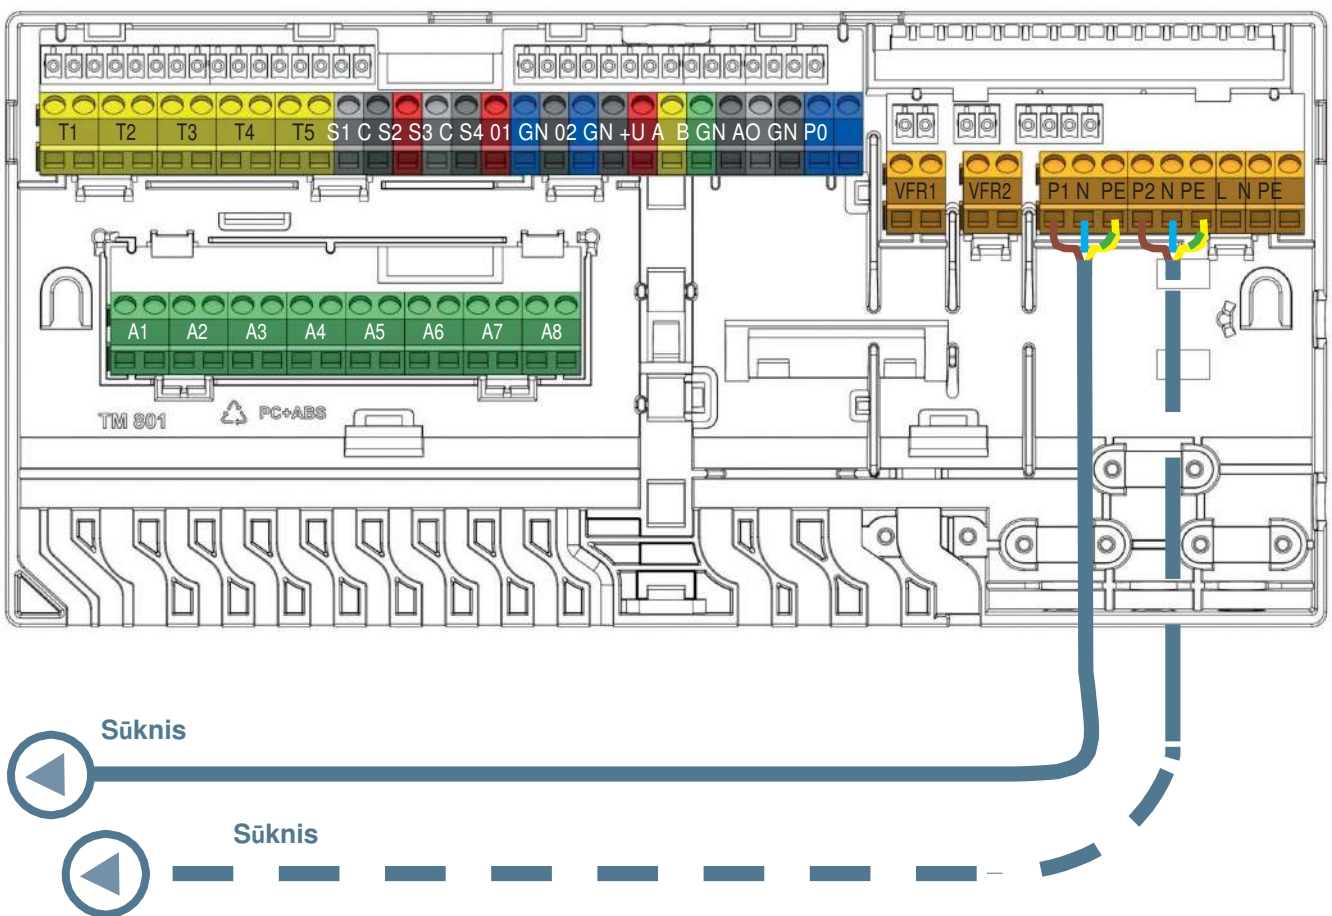 T1 T2 T3 T4 T5 S1 C S2 S3 C S4 01 GN 02 GN +U A B GN AO GN P0
VFR1 VFR2 P1 N PE P2 N PE L N PE
A1 A2 A3 A4 A5 A6 A7 A8
TM 801 PC+ABS
Sūknis
Sūknis